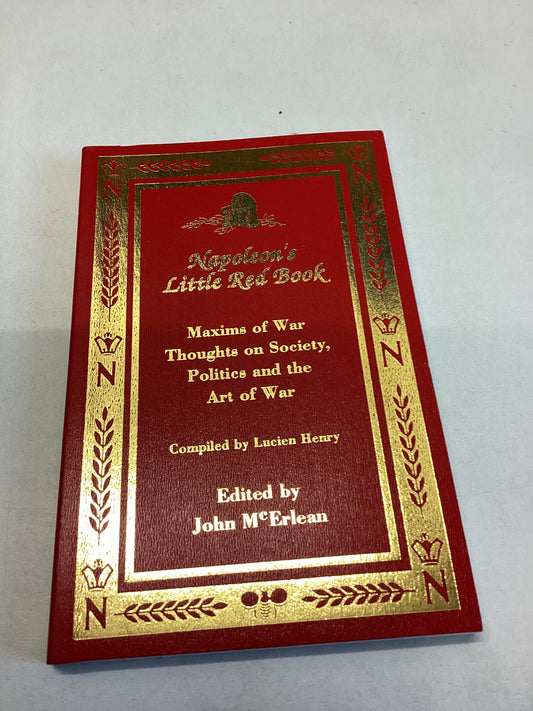 Napoleon's
Little Red Book
Maxims of War
Thoughts on Society,
Politics and the
Art of War
Compiled by Lucien Henry
Edited by
John McErlean
N
N
N
N
N
N